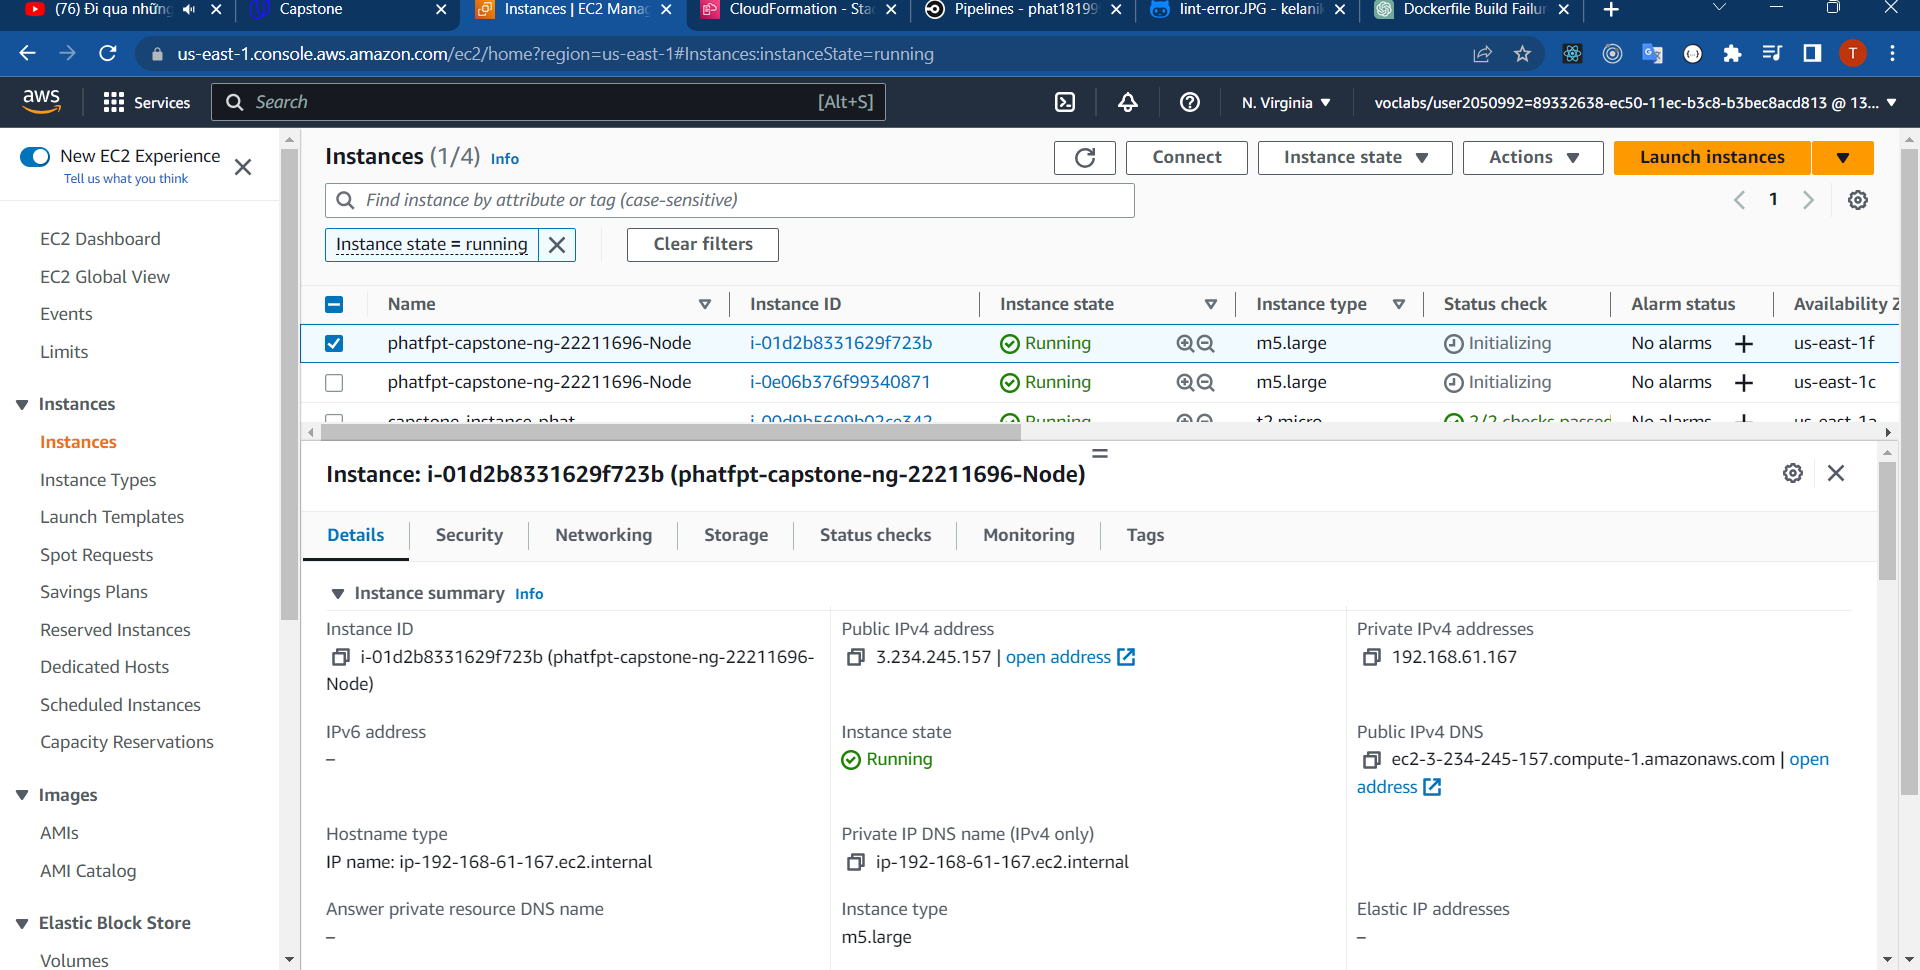 (76) Đi qua những
Capstone
Instances | EC2 Mana
CloudFormation - Sta
Pipelines - phat18199
lint-error.JPG - kelani
Dockerfile Build Failur
us-east-1.console.aws.amazon.com/ec2/home?region=us-east-1#Instances:instanceState=running
T
aws
Services
Search
[Alt+S]
N. Virginia
voclabs/user2050992=89332638-ec50-11ec-b3c8-b3bec8acd813 @ 13...
New EC2 Experience
Tell us what you think
EC2 Dashboard
EC2 Global View
Events
Limits
Instances
Instances
Instance Types
Launch Templates
Spot Requests
Savings Plans
Reserved Instances
Dedicated Hosts
Scheduled Instances
Capacity Reservations
Images
AMIs
AMI Catalog
Elastic Block Store
Volumes
Instances (1/4) Info
Connect
Instance state
Actions
Launch instances
Find instance by attribute or tag (case-sensitive)
1
Instance state = running
Clear filters
Name Instance ID Instance state Instance type Status check Alarm status Availability Z
phatfpt-capstone-ng-22211696-Node i-01d2b8331629f723b Running m5.large Initializing No alarms + us-east-1f
phatfpt-capstone-ng-22211696-Node i-0e06b376f99340871 Running m5.large Initializing No alarms + us-east-1c
capstone-instance-phat i-00d9b5609b02ce342 Running t2.micro 2/2 checks passed No alarms + us-east-1a
Instance: i-01d2b8331629f723b (phatfpt-capstone-ng-22211696-Node)
Details
Security
Networking
Storage
Status checks
Monitoring
Tags
Instance summary Info
Instance ID
i-01d2b8331629f723b (phatfpt-capstone-ng-22211696-
Node)
Public IPv4 address
3.234.245.157 | open address
Private IPv4 addresses
192.168.61.167
IPv6 address
–
Instance state
Running
Public IPv4 DNS
ec2-3-234-245-157.compute-1.amazonaws.com | open
address
Hostname type
IP name: ip-192-168-61-167.ec2.internal
Private IP DNS name (IPv4 only)
ip-192-168-61-167.ec2.internal
Answer private resource DNS name
–
Instance type
m5.large
Elastic IP addresses
–